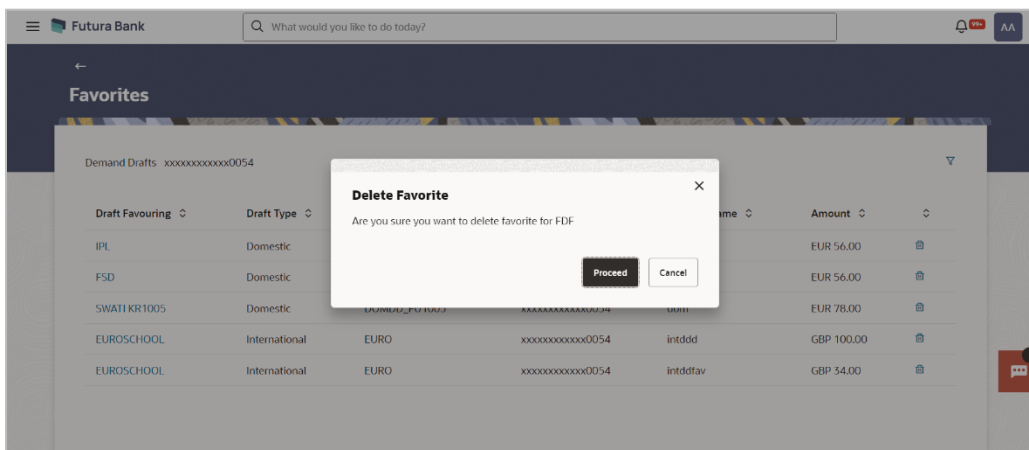 Futura Bank
What would you like to do today?
99+
AA
Favorites
Demand Drafts xxxxxxxxxxxx0054
Delete Favorite
Are you sure you want to delete favorite for FDF
Proceed Cancel
Draft Favouring Draft Type Amount
IPL Domestic EUR 56.00
FSD Domestic EUR 56.00
SWATI KR1005 Domestic EUR 78.00
EUROSCHOOL International EURO xxxxxxxxxxxx0054 intddd GBP 100.00
EUROSCHOOL International EURO xxxxxxxxxxxx0054 intddfav GBP 34.00